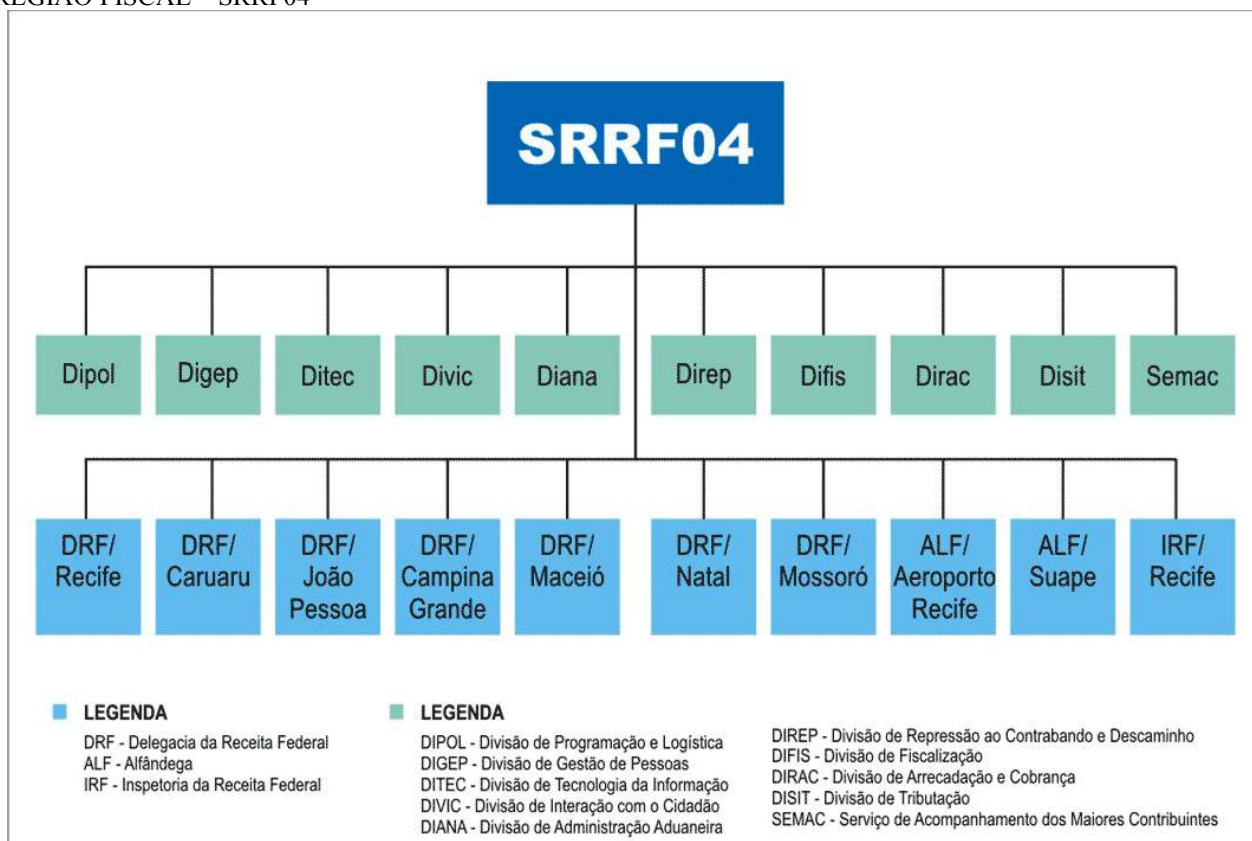 REGIÃO FISCAL – SRRF04
SRRF04
Dipol
Digep
Ditec
Divic
Diana
Direp
Difis
Dirac
Disit
Semac
DRF/
Recife
DRF/
Caruaru
DRF/
João
Pessoa
DRF/
Campina
Grande
DRF/
Maceió
DRF/
Natal
DRF/
Mossoró
ALF/
Aeroporto
Recife
ALF/
Suape
IRF/
Recife
LEGENDA
DRF - Delegacia da Receita Federal
ALF - Alfândega
IRF - Inspetoria da Receita Federal
LEGENDA
DIPOL - Divisão de Programação e Logística
DIGEP - Divisão de Gestão de Pessoas
DITEC - Divisão de Tecnologia da Informação
DIVIC - Divisão de Interação com o Cidadão
DIANA - Divisão de Administração Aduaneira
DIREP - Divisão de Repressão ao Contrabando e Descaminho
DIFIS - Divisão de Fiscalização
DIRAC - Divisão de Arrecadação e Cobrança
DISIT - Divisão de Tributação
SEMAC - Serviço de Acompanhamento dos Maiores Contribuintes